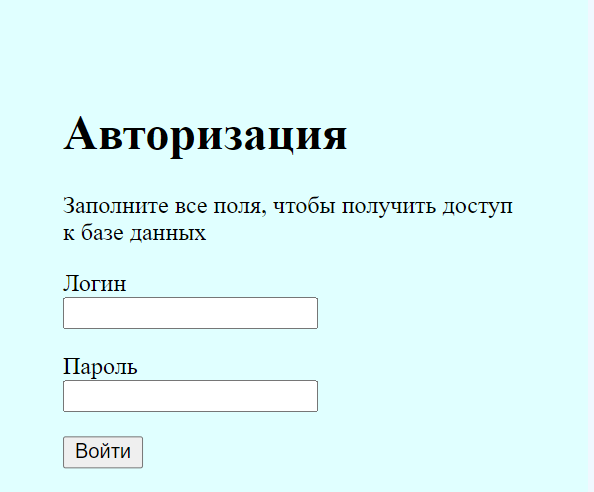 Авторизация
Заполните все поля, чтобы получить доступ
к базе данных
Логин
Пароль
Войти